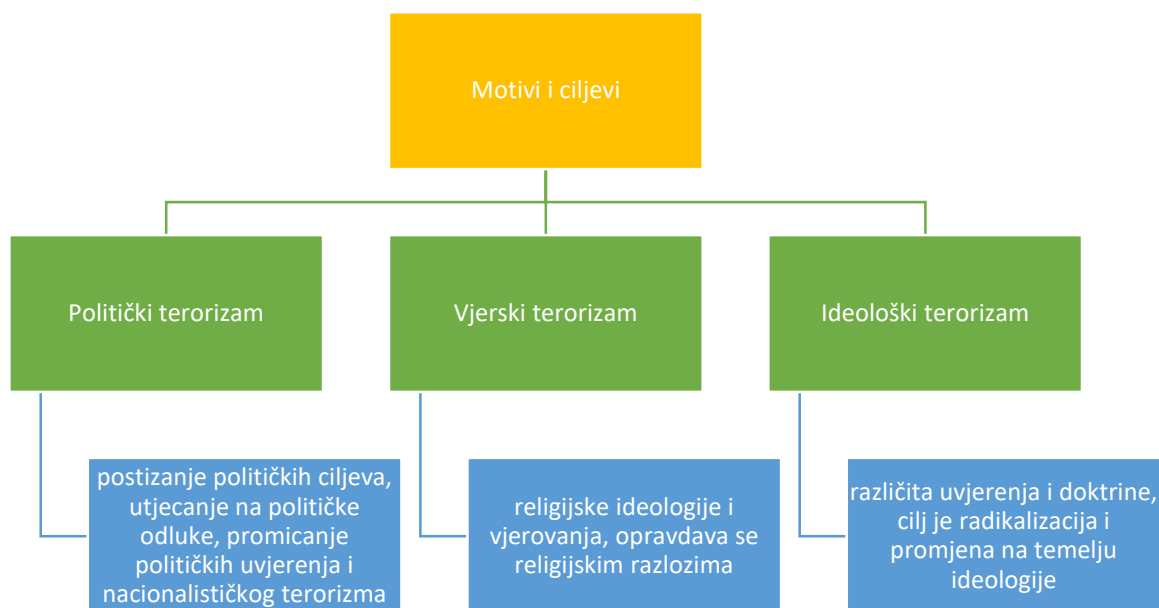 Motivi i ciljevi
Politički terorizam
Vjerski terorizam
Ideološki terorizam
postizanje političkih ciljeva,
utjecanje na političke
odluke, promicanje
političkih uvjerenja i
nacionalističkog terorizma
religijske ideologije i
vjerovanja, opravdava se
religijskim razlozima
različita uvjerenja i doktrine,
cilj je radikalizacija i
promjena na temelju
ideologije